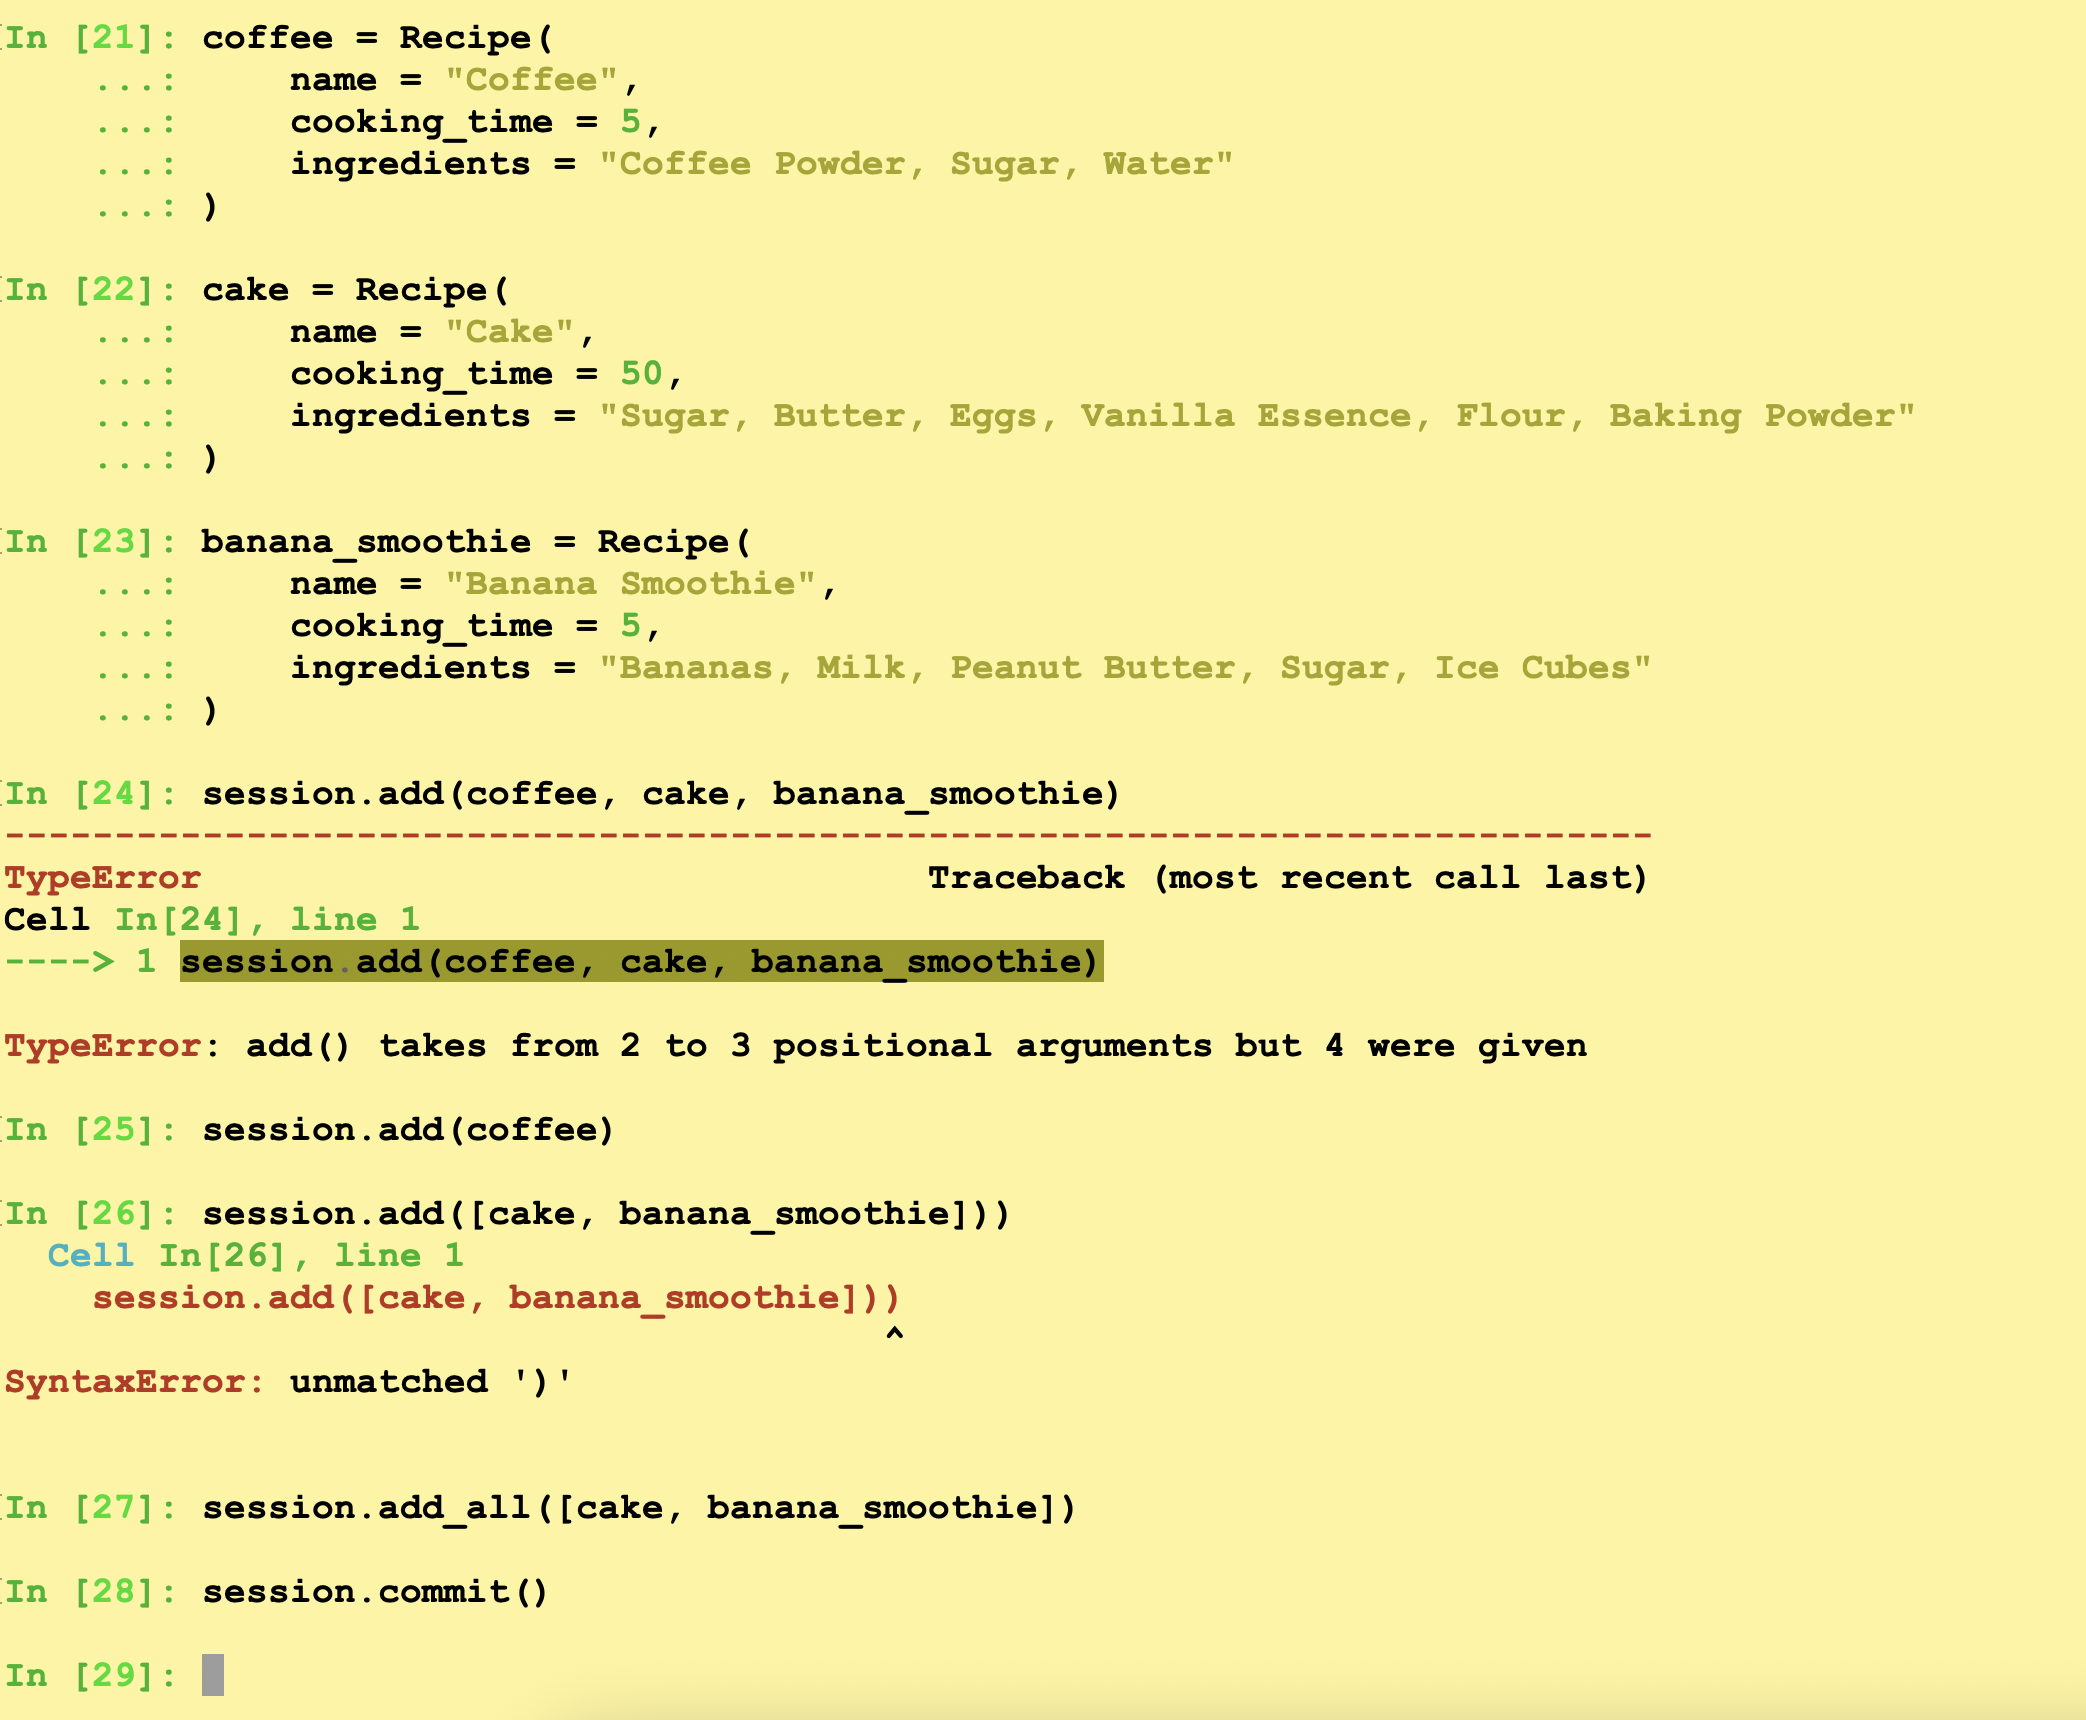 In [21]: coffee = Recipe(
    ...:     name = "Coffee",
    ...:     cooking_time = 5,
    ...:     ingredients = "Coffee Powder, Sugar, Water"
    ...: )
In [22]: cake = Recipe(
    ...:     name = "Cake",
    ...:     cooking_time = 50,
    ...:     ingredients = "Sugar, Butter, Eggs, Vanilla Essence, Flour, Baking Powder"
    ...: )
In [23]: banana_smoothie = Recipe(
    ...:     name = "Banana Smoothie",
    ...:     cooking_time = 5,
    ...:     ingredients = "Bananas, Milk, Peanut Butter, Sugar, Ice Cubes"
    ...: )
In [24]: session.add(coffee, cake, banana_smoothie)
---------------------------------------------------------------------------
TypeError                                 Traceback (most recent call last)
Cell In[24], line 1
----> 1 session.add(coffee, cake, banana_smoothie)
TypeError: add() takes from 2 to 3 positional arguments but 4 were given
In [25]: session.add(coffee)
In [26]: session.add([cake, banana_smoothie]))
  Cell In[26], line 1
    session.add([cake, banana_smoothie]))
                                        ^
SyntaxError: unmatched ')'
In [27]: session.add_all([cake, banana_smoothie])
In [28]: session.commit()
In [29]: